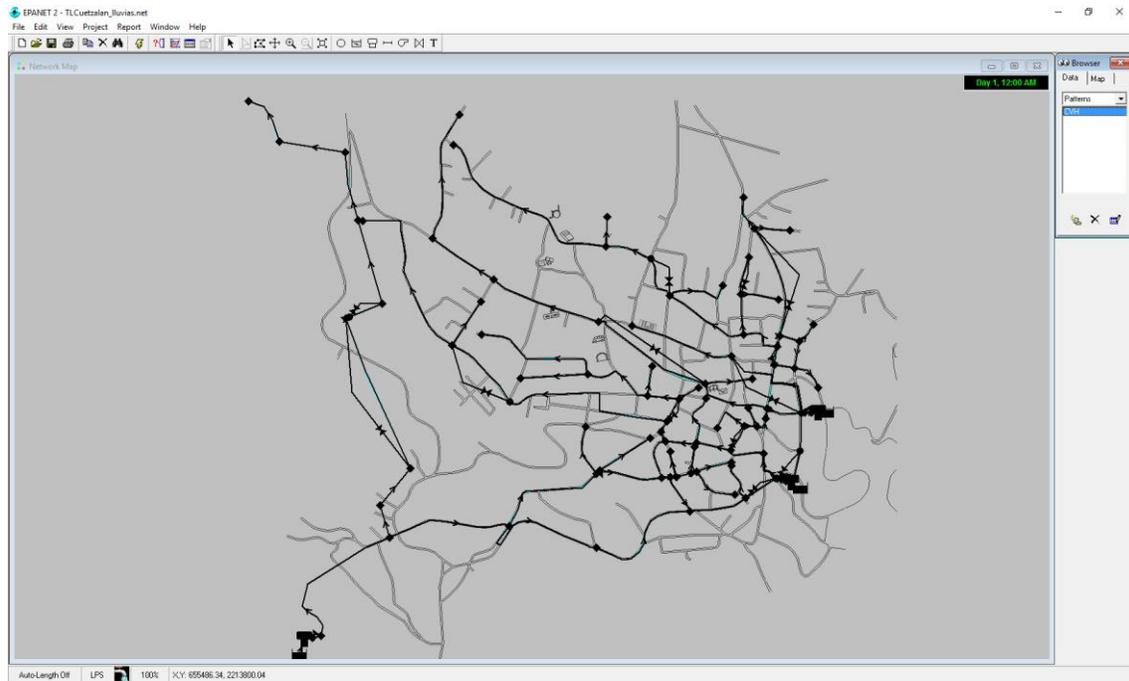 EPANET 2 - TLCuetzalan_lluvias.net
File Edit View Project Report Window Help
T
Network Map
Day 1, 12:00 AM
Browser
Data Map
Patterns
CVH
Auto-Length Off LPS 100% X,Y: 655486.34, 2213800.04